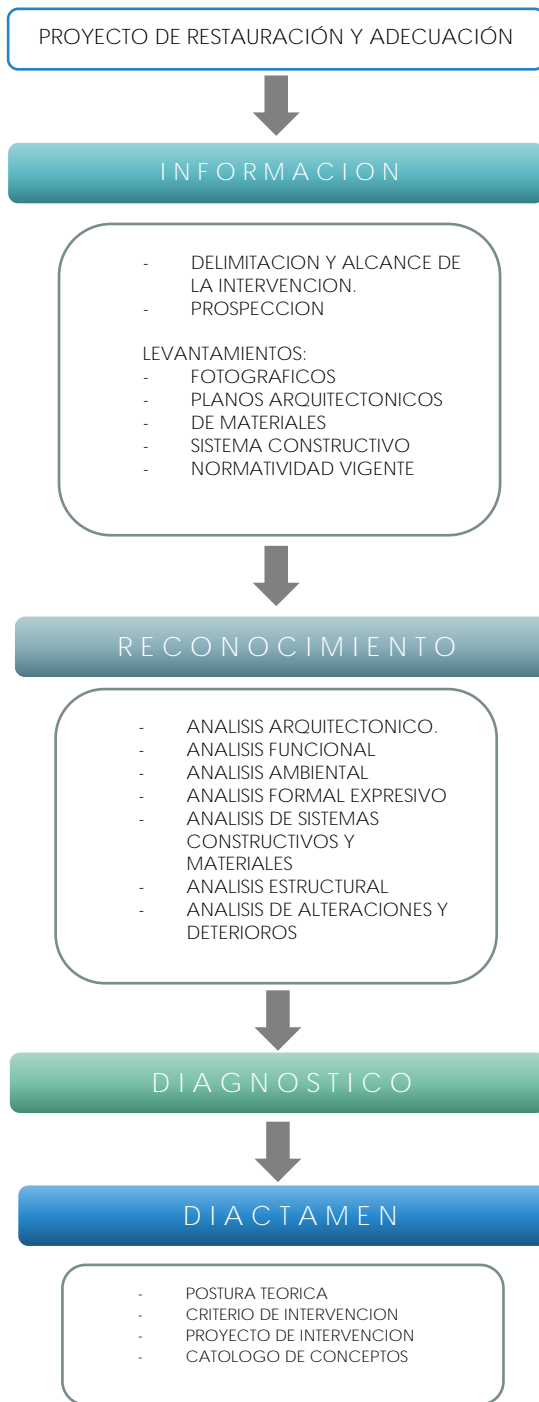 PROYECTO DE RESTAURACIÓN Y ADECUACIÓN
INFORMACION
- DELIMITACION Y ALCANCE DE
LA INTERVENCION.
- PROSPECCION
LEVANTAMIENTOS:
- FOTOGRAFICOS
- PLANOS ARQUITECTONICOS
- DE MATERIALES
- SISTEMA CONSTRUCTIVO
- NORMATIVIDAD VIGENTE
RECONOCIMIENTO
- ANALISIS ARQUITECTONICO.
- ANALISIS FUNCIONAL
- ANALISIS AMBIENTAL
- ANALISIS FORMAL EXPRESIVO
- ANALISIS DE SISTEMAS
CONSTRUCTIVOS Y
MATERIALES
- ANALISIS ESTRUCTURAL
- ANALISIS DE ALTERACIONES Y
DETERIOROS
DIAGNOSTICO
DIACTAMEN
- POSTURA TEORICA
- CRITERIO DE INTERVENCION
- PROYECTO DE INTERVENCION
- CATOLOGO DE CONCEPTOS